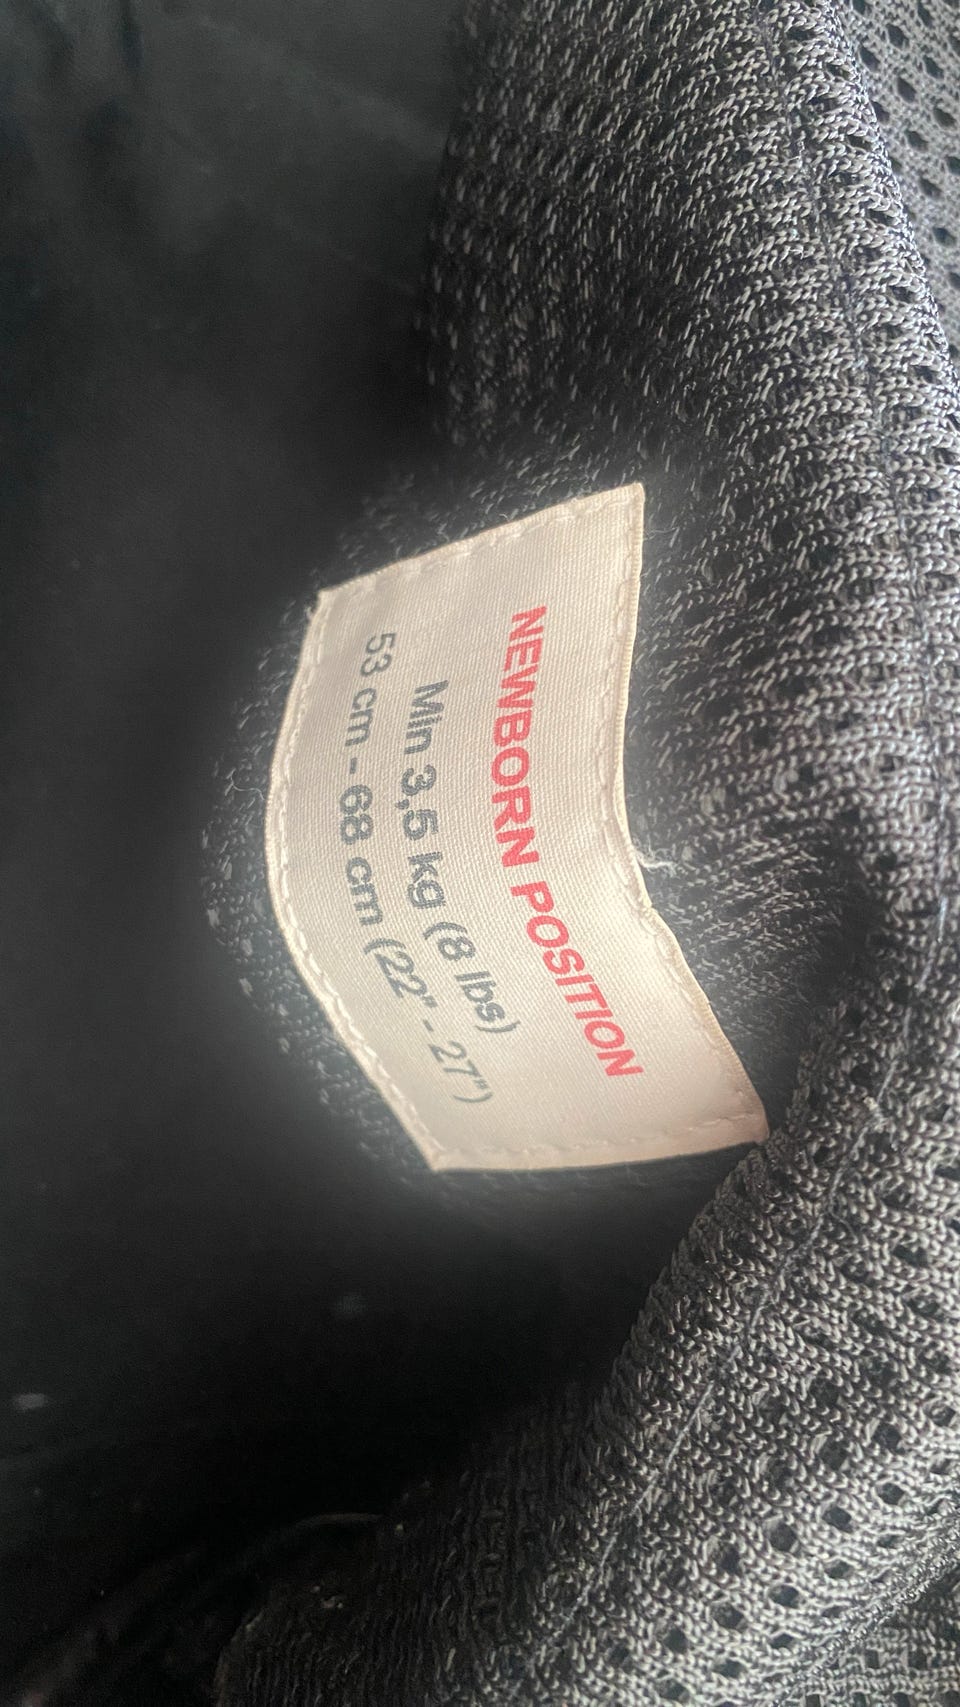 NEWBORN POSITION
Min 3,5 kg (8 lbs)
53 cm - 68 cm (22" - 27")